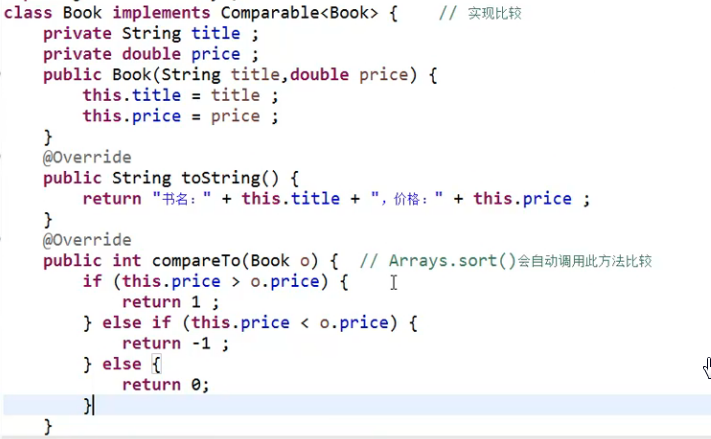 class Book implements Comparable<Book> {    // 实现比较
    private String title ;
    private double price ;
    public Book(String title,double price) {
        this.title = title ;
        this.price = price ;
    }
    @Override
    public String toString() {
        return "书名：" + this.title + "，价格：" + this.price ;
    }
    @Override
    public int compareTo(Book o) {  // Arrays.sort()会自动调用此方法比较
        if (this.price > o.price) {
            return 1 ;
        } else if (this.price < o.price) {
            return -1 ;
        } else {
            return 0;
        }
    }